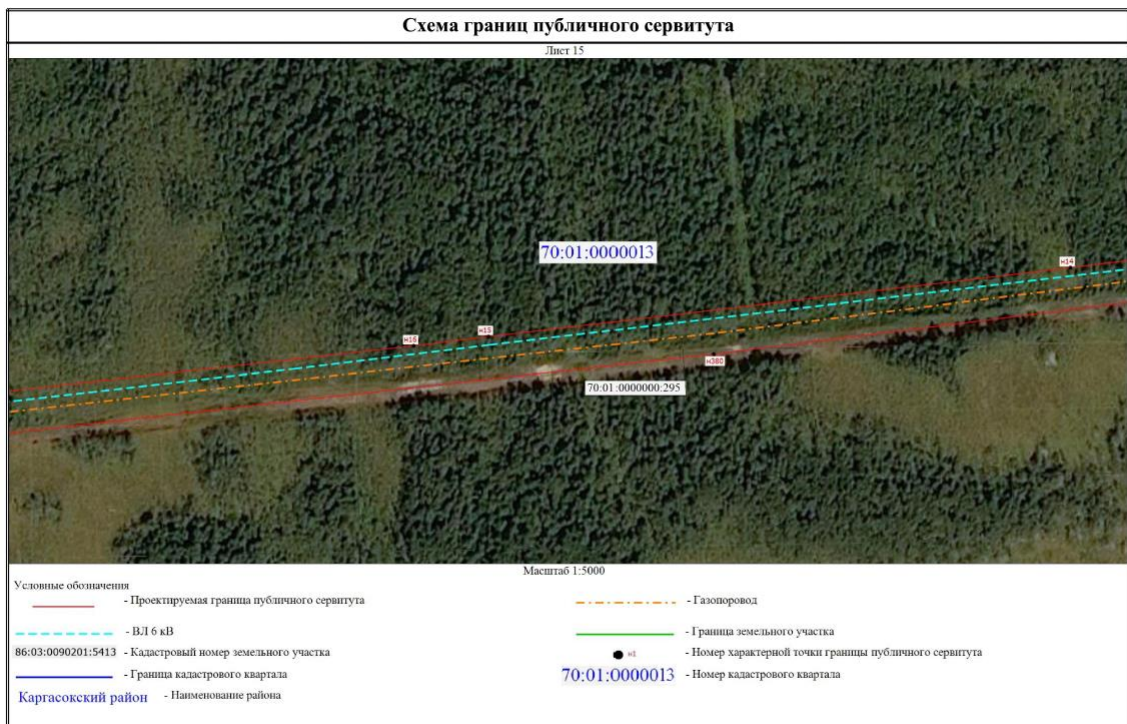 Схема границ публичного сервитута
Лист 15
70:01:0000013
н14
н15
н16
н380
70:01:0000000:295
Масштаб 1:5000
Условные обозначения
- Проектируемая граница публичного сервитута
- Газопоровод
- ВЛ 6 кВ
- Граница земельного участка
86:03:0090201:5413 - Кадастровый номер земельного участка
н1 - Номер характерной точки границы публичного сервитута
- Граница кадастрового квартала
70:01:0000013 - Номер кадастрового квартала
Каргасокский район - Наименование района